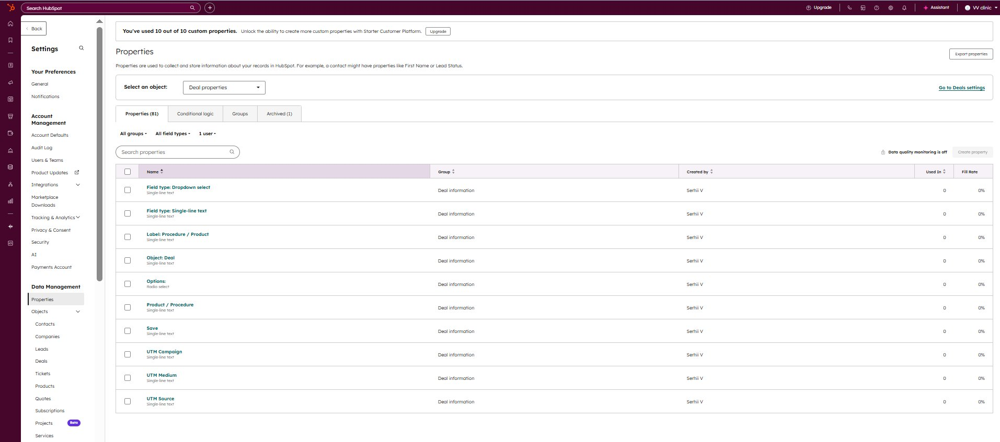 Search HubSpot
Upgrade
Assistant
VV clinic
Back
Settings
Your Preferences
General
Notifications
Account
Management
Account Defaults
Audit Log
Users & Teams
Product Updates
Integrations
Marketplace
Downloads
Tracking & Analytics
Privacy & Consent
Security
AI
Payments Account
Data Management
Properties
Objects
Contacts
Companies
Leads
Deals
Tickets
Products
Quotes
Subscriptions
Projects Beta
Services
You've used 10 out of 10 custom properties. Unlock the ability to create more custom properties with Starter Customer Platform. Upgrade
Properties
Export properties
Properties are used to collect and store information about your records in HubSpot. For example, a contact might have properties like First Name or Lead Status.
Select an object: Deal properties Go to Deals settings
Properties (81) Conditional logic Groups Archived (1)
All groups All field types 1 user
Search properties Data quality monitoring is off Create property
Name Group Created by Used In Fill Rate
Field type: Dropdown select
Single-line text
Deal information Serhii V 0 0%
Field type: Single-line text
Single-line text
Deal information Serhii V 0 0%
Label: Procedure / Product
Single-line text
Deal information Serhii V 0 0%
Object: Deal
Single-line text
Deal information Serhii V 0 0%
Options:
Radio select
Deal information Serhii V 0 0%
Product / Procedure
Single-line text
Deal information Serhii V 0 0%
Save
Single-line text
Deal information Serhii V 0 0%
UTM Campaign
Single-line text
Deal information Serhii V 0 0%
UTM Medium
Single-line text
Deal information Serhii V 0 0%
UTM Source
Single-line text
Deal information Serhii V 0 0%